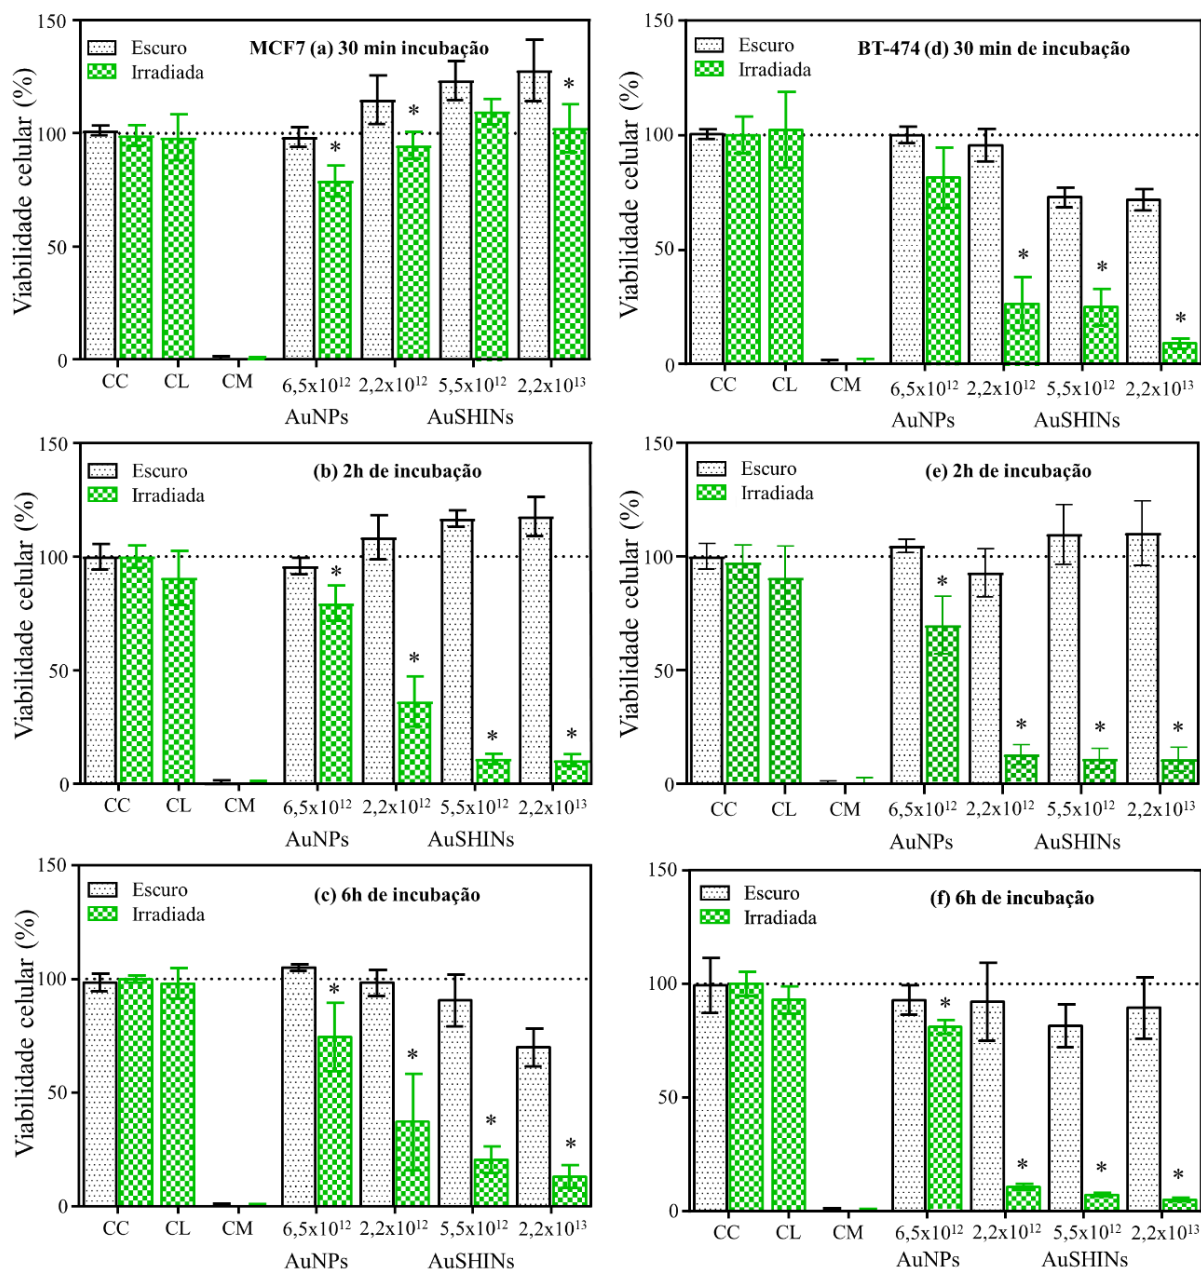 MCF7 (a) 30 min incubação
Escuro
Irradiada
Viabilidade celular (%)
150
100
50
0
CC CL CM 6,5x10¹² 2,2x10¹² 5,5x10¹² 2,2x10¹³
AuNPs AuSHINs
* * *
BT-474 (d) 30 min de incubação
Escuro
Irradiada
Viabilidade celular (%)
150
100
50
0
CC CL CM 6,5x10¹² 2,2x10¹² 5,5x10¹² 2,2x10¹³
AuNPs AuSHINs
* * *
(b) 2h de incubação
Escuro
Irradiada
Viabilidade celular (%)
150
100
50
0
CC CL CM 6,5x10¹² 2,2x10¹² 5,5x10¹² 2,2x10¹³
AuNPs AuSHINs
* * * *
(e) 2h de incubação
Escuro
Irradiada
Viabilidade celular (%)
150
100
50
0
CC CL CM 6,5x10¹² 2,2x10¹² 5,5x10¹² 2,2x10¹³
AuNPs AuSHINs
* * * *
(c) 6h de incubação
Escuro
Irradiada
Viabilidade celular (%)
150
100
50
0
CC CL CM 6,5x10¹² 2,2x10¹² 5,5x10¹² 2,2x10¹³
AuNPs AuSHINs
* * * *
(f) 6h de incubação
Escuro
Irradiada
Viabilidade celular (%)
150
100
50
0
CC CL CM 6,5x10¹² 2,2x10¹² 5,5x10¹² 2,2x10¹³
AuNPs AuSHINs
* * * *